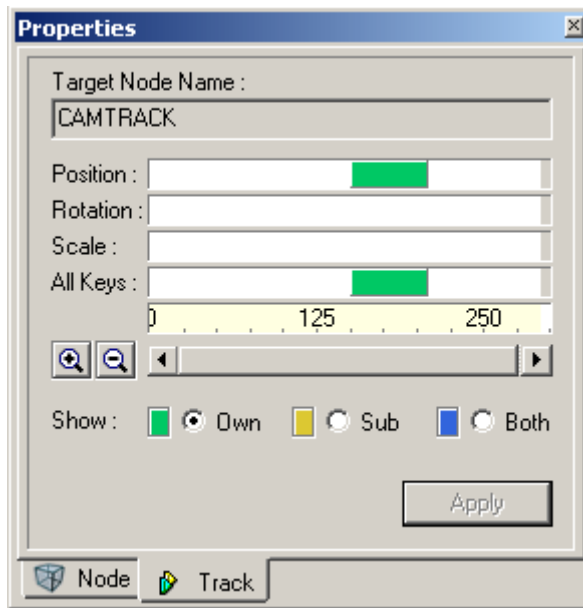 Properties
Target Node Name :
CAMTRACK
Position :
Rotation :
Scale :
All Keys :
0 125 250
Show : Own Sub Both
Apply
Node Track